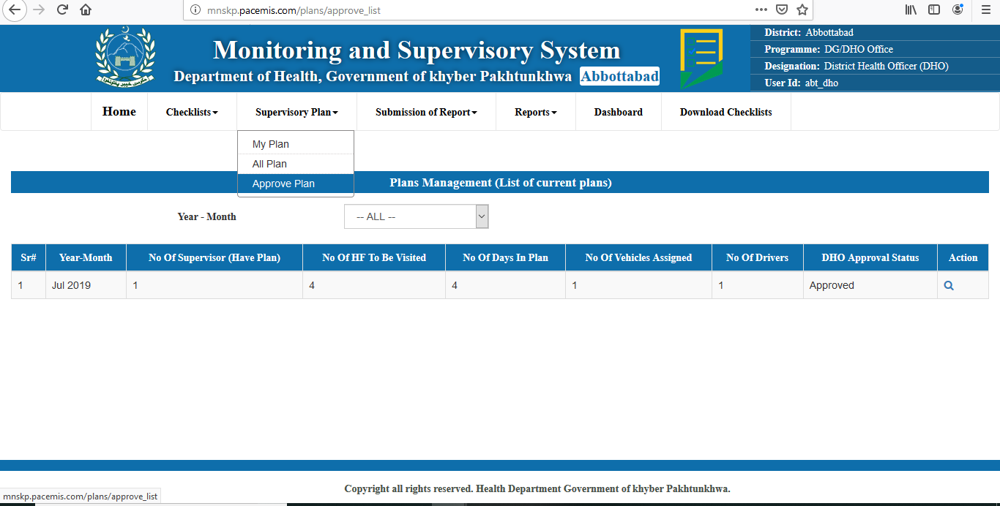 mnskp.pacemis.com/plans/approve_list
Monitoring and Supervisory System
Department of Health, Government of khyber Pakhtunkhwa Abbottabad
District: Abbottabad
Programme: DG/DHO Office
Designation: District Health Officer (DHO)
User Id: abt_dho
Home Checklists Supervisory Plan Submission of Report Reports Dashboard Download Checklists
My Plan
All Plan
Approve Plan
Plans Management (List of current plans)
Year - Month -- ALL --
Sr# Year-Month No Of Supervisor (Have Plan) No Of HF To Be Visited No Of Days In Plan No Of Vehicles Assigned No Of Drivers DHO Approval Status Action
1 Jul 2019 1 4 4 1 1 Approved
Copyright all rights reserved. Health Department Government of khyber Pakhtunkhwa.
mnskp.pacemis.com/plans/approve_list